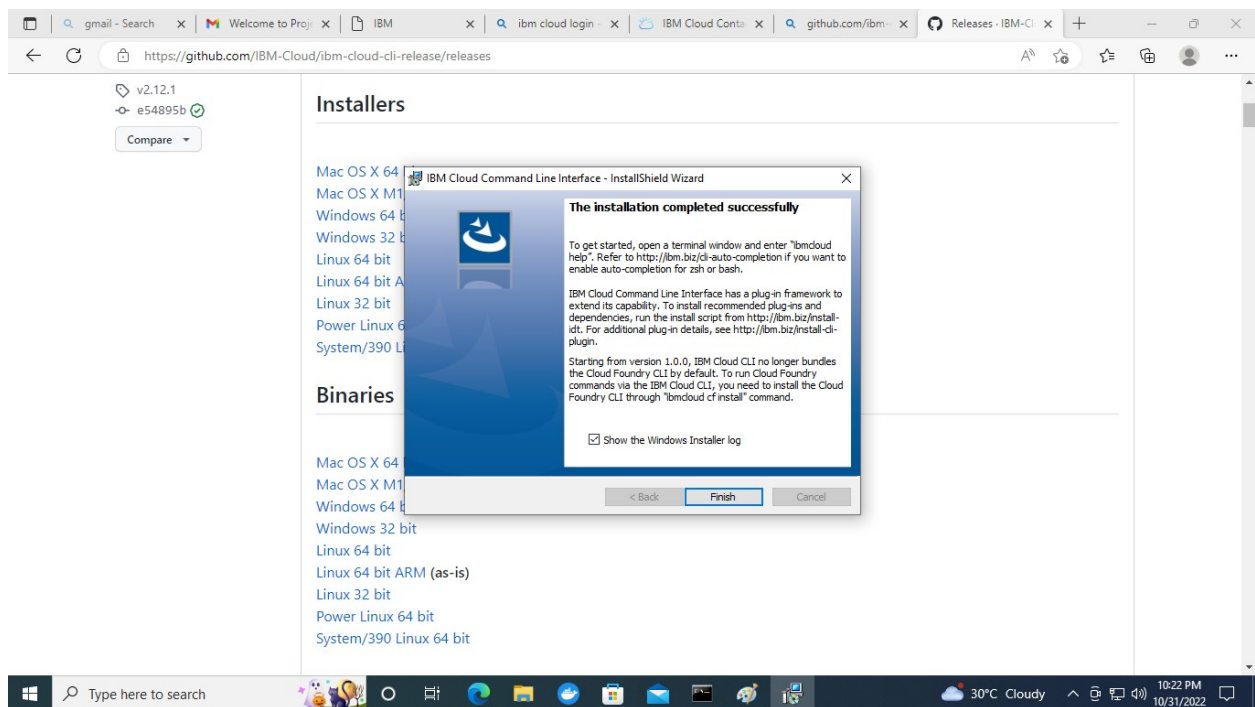 gmail - Search
Welcome to Proj
IBM
ibm cloud login
IBM Cloud Conta
github.com/ibm-
Releases · IBM-Cl
https://github.com/IBM-Cloud/ibm-cloud-cli-release/releases
v2.12.1
e54895b
Compare
Installers
Mac OS X 64
Mac OS X M1
Windows 64 b
Windows 32 b
Linux 64 bit
Linux 64 bit A
Linux 32 bit
Power Linux 6
System/390 Li
IBM Cloud Command Line Interface - InstallShield Wizard
The installation completed successfully
To get started, open a terminal window and enter "ibmcloud
help". Refer to http://ibm.biz/cli-auto-completion if you want to
enable auto-completion for zsh or bash.
IBM Cloud Command Line Interface has a plug-in framework to
extend its capability. To install recommended plug-ins and
dependencies, run the install script from http://ibm.biz/install-
idt. For additional plug-in details, see http://ibm.biz/install-cli-
plugin.
Starting from version 1.0.0, IBM Cloud CLI no longer bundles
the Cloud Foundry CLI by default. To run Cloud Foundry
commands via the IBM Cloud CLI, you need to install the Cloud
Foundry CLI through "ibmcloud cf install" command.
Show the Windows Installer log
< Back
Finish
Cancel
Binaries
Mac OS X 64
Mac OS X M1
Windows 64 b
Windows 32 bit
Linux 64 bit
Linux 64 bit ARM (as-is)
Linux 32 bit
Power Linux 64 bit
System/390 Linux 64 bit
Type here to search
30°C Cloudy
10:22 PM
10/31/2022